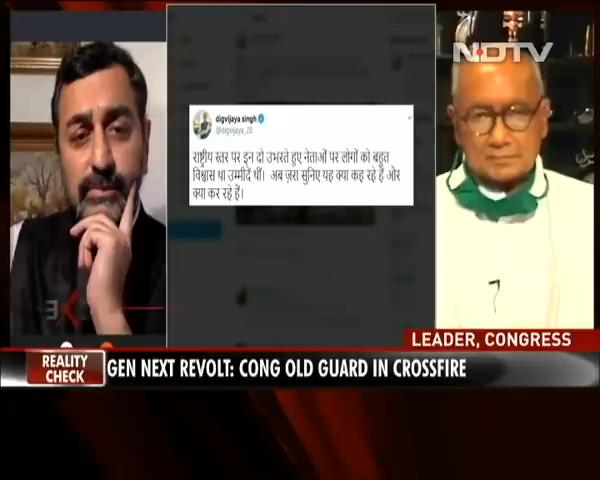 NDTV
digvijaya singh
@digvijaya_28
राष्ट्रीय स्तर पर इन दो उभरते हुए नेताओं पर लोगों को बहुत
विश्वास था उम्मीदें थीं। अब ज़रा सुनिए यह क्या कह रहे हैं और
क्या कर रहे हैं।
LEADER, CONGRESS
REALITY
CHECK
GEN NEXT REVOLT: CONG OLD GUARD IN CROSSFIRE